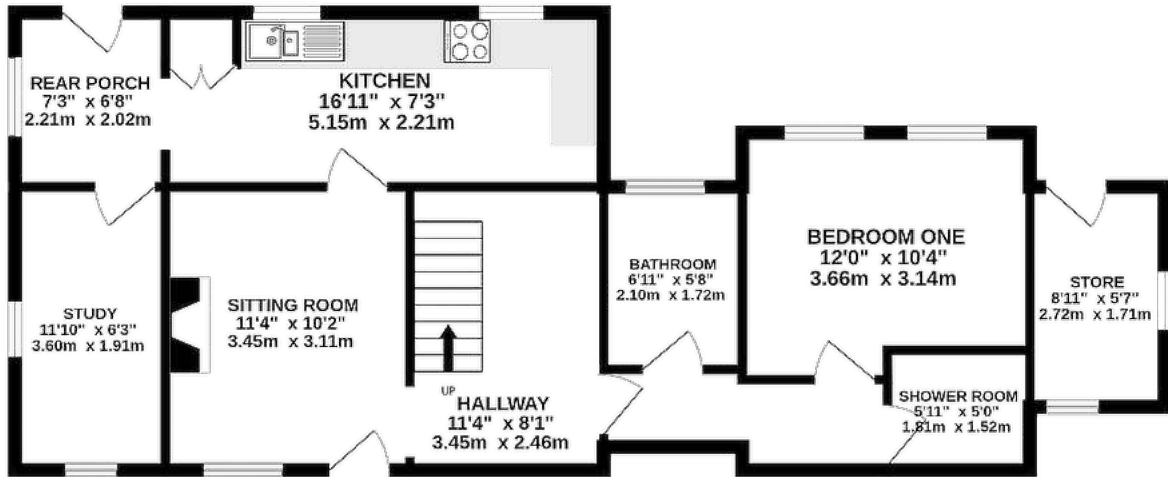 REAR PORCH
7'3" x 6'8"
2.21m x 2.02m
KITCHEN
16'11" x 7'3"
5.15m x 2.21m
STUDY
11'10" x 6'3"
3.60m x 1.91m
SITTING ROOM
11'4" x 10'2"
3.45m x 3.11m
UP
HALLWAY
11'4" x 8'1"
3.45m x 2.46m
BATHROOM
6'11" x 5'8"
2.10m x 1.72m
BEDROOM ONE
12'0" x 10'4"
3.66m x 3.14m
SHOWER ROOM
5'11" x 5'0"
1.81m x 1.52m
STORE
8'11" x 5'7"
2.72m x 1.71m